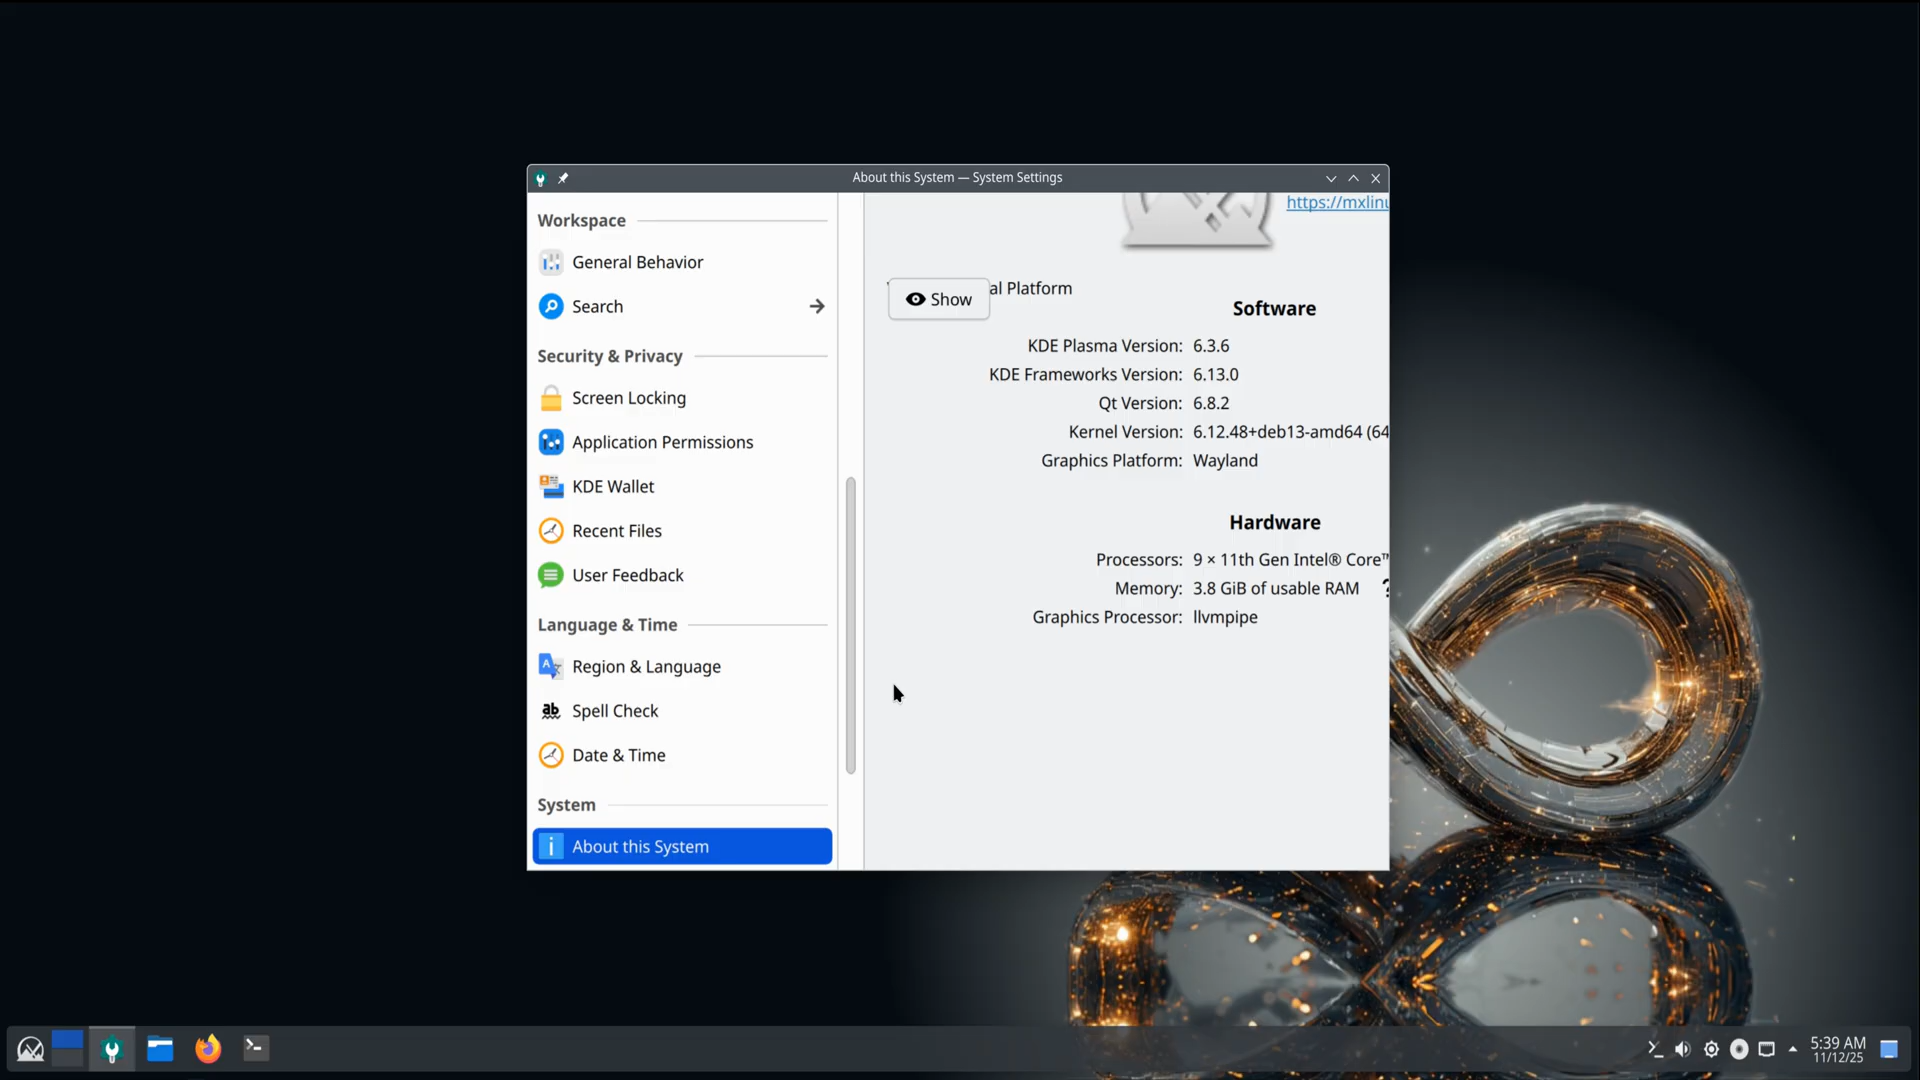 About this System — System Settings
Workspace
General Behavior
Search
Security & Privacy
Screen Locking
Application Permissions
KDE Wallet
Recent Files
User Feedback
Language & Time
Region & Language
Spell Check
Date & Time
System
About this System
https://mxlinu
Show
al Platform
Software
KDE Plasma Version: 6.3.6
KDE Frameworks Version: 6.13.0
Qt Version: 6.8.2
Kernel Version: 6.12.48+deb13-amd64 (64
Graphics Platform: Wayland
Hardware
Processors: 9 × 11th Gen Intel® Core™
Memory: 3.8 GiB of usable RAM ?
Graphics Processor: llvmpipe
5:39 AM
11/12/25